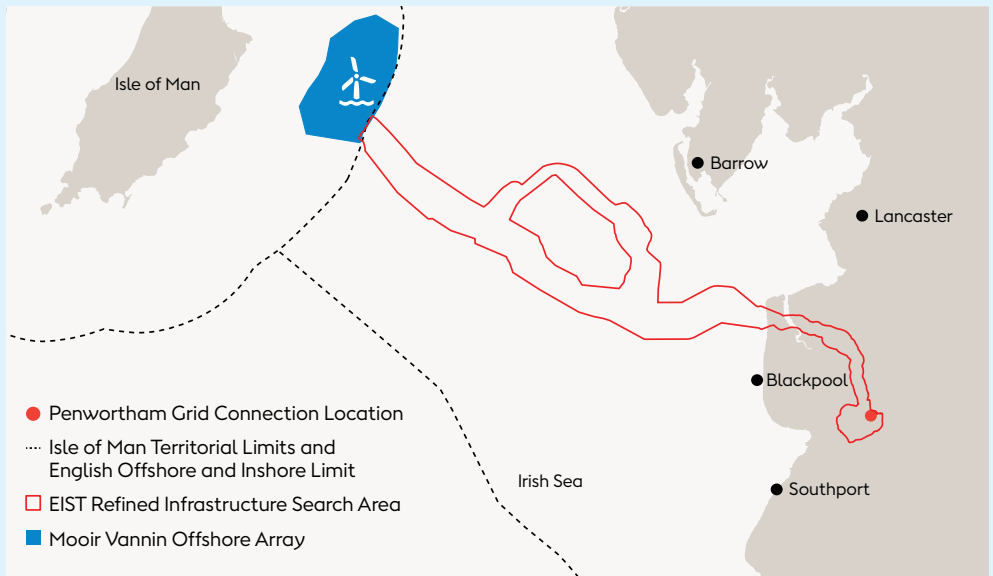 Isle of Man
Barrow
Lancaster
Blackpool
Penwortham Grid Connection Location
Isle of Man Territorial Limits and
English Offshore and Inshore Limit
Irish Sea
Southport
EIST Refined Infrastructure Search Area
Mooir Vannin Offshore Array